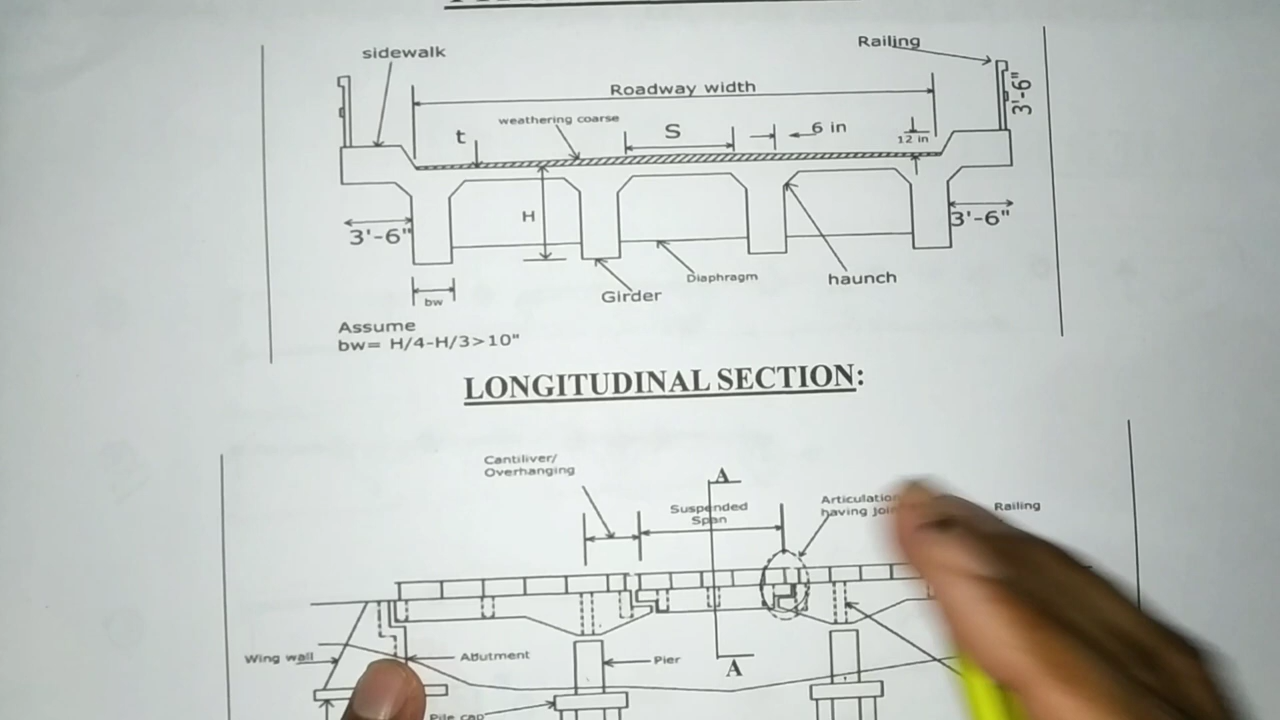 sidewalk
Railing
Roadway width
3'-6"
weathering coarse
t
S
6 in
12 in
H
3'-6"
3'-6"
Diaphragm
haunch
Girder
bw
Assume
bw= H/4-H/3>10"
LONGITUDINAL SECTION:
Cantiliver/
Overhanging
A
Suspended
Span
Articulation
having
Railing
Wing wall
Abutment
Pier
A
Pile cap